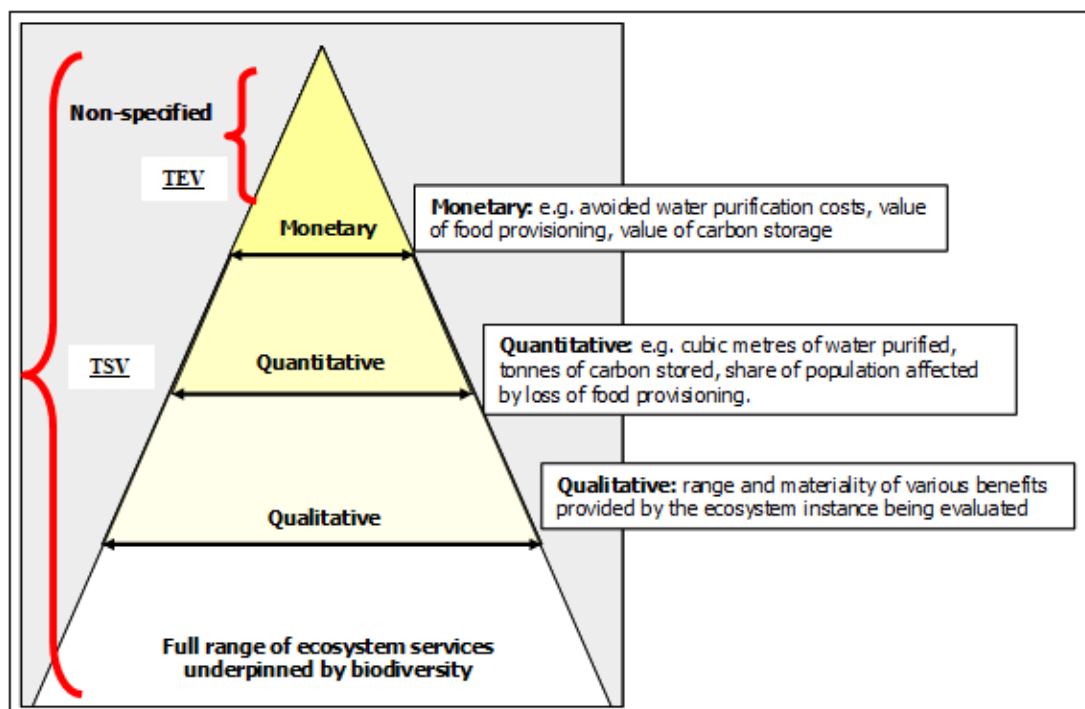 Non-specified
TEV
Monetary
Monetary: e.g. avoided water purification costs, value
of food provisioning, value of carbon storage
TSV
Quantitative
Quantitative: e.g. cubic metres of water purified,
tonnes of carbon stored, share of population affected
by loss of food provisioning.
Qualitative
Qualitative: range and materiality of various benefits
provided by the ecosystem instance being evaluated
Full range of ecosystem services
underpinned by biodiversity